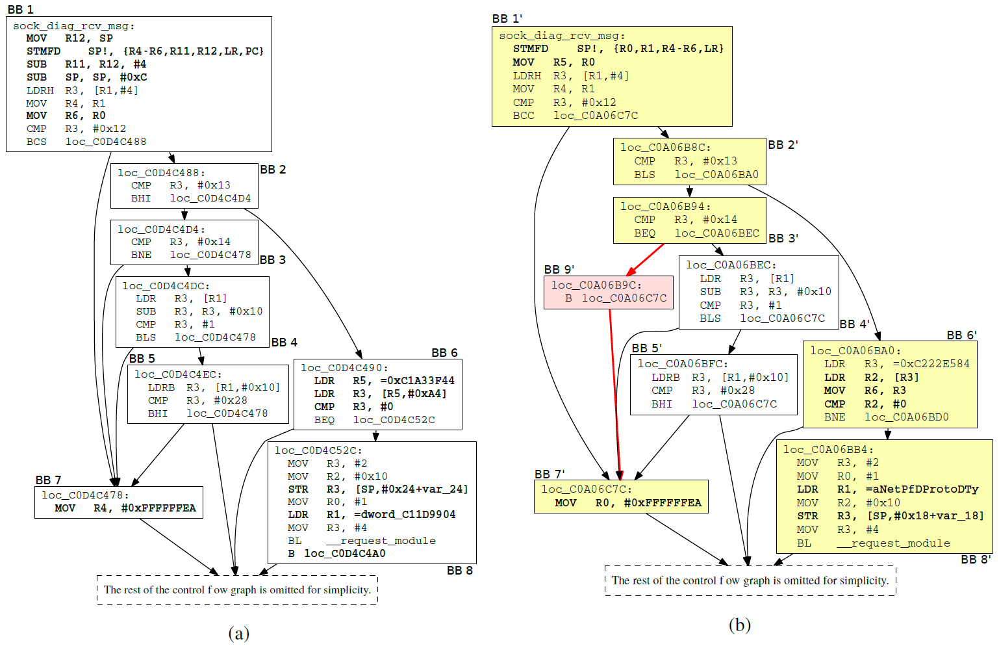 BB 1
sock_diag_rcv_msg:
MOV R12, SP
STMFD SP!, {R4-R6,R11,R12,LR,PC}
SUB R11, R12, #4
SUB SP, SP, #0xC
LDRH R3, [R1,#4]
MOV R4, R1
MOV R6, R0
CMP R3, #0x12
BCS loc_C0D4C488
BB 2
loc_C0D4C488:
CMP R3, #0x13
BHI loc_C0D4C4D4
loc_C0D4C4D4:
CMP R3, #0x14
BNE loc_C0D4C478
BB 3
loc_C0D4C4DC:
LDR R3, [R1]
SUB R3, R3, #0x10
CMP R3, #1
BLS loc_C0D4C478
BB 4
BB 5
loc_C0D4C4EC:
LDRB R3, [R1,#0x10]
CMP R3, #0x28
BHI loc_C0D4C478
BB 6
loc_C0D4C490:
LDR R5, =0xC1A33F44
LDR R3, [R5,#0xA4]
CMP R3, #0
BEQ loc_C0D4C52C
BB 7
loc_C0D4C478:
MOV R4, #0xFFFFFFEA
loc_C0D4C52C:
MOV R3, #2
MOV R2, #0x10
STR R3, [SP,#0x24+var_24]
MOV R0, #1
LDR R1, =dword_C11D9904
MOV R3, #4
BL __request_module
B loc_C0D4C4A0
BB 8
The rest of the control f ow graph is omitted for simplicity.
(a)
BB 1'
sock_diag_rcv_msg:
STMFD SP!, {R0,R1,R4-R6,LR}
MOV R5, R0
LDRH R3, [R1,#4]
MOV R4, R1
CMP R3, #0x12
BCC loc_C0A06C7C
BB 2'
loc_C0A06B8C:
CMP R3, #0x13
BLS loc_C0A06BA0
loc_C0A06B94:
CMP R3, #0x14
BEQ loc_C0A06BEC
BB 3'
BB 9'
loc_C0A06B9C:
B loc_C0A06C7C
loc_C0A06BEC:
LDR R3, [R1]
SUB R3, R3, #0x10
CMP R3, #1
BLS loc_C0A06C7C
BB 4'
BB 5'
loc_C0A06BFC:
LDRB R3, [R1,#0x10]
CMP R3, #0x28
BHI loc_C0A06C7C
BB 6'
loc_C0A06BA0:
LDR R3, =0xC222E584
LDR R2, [R3]
MOV R6, R3
CMP R2, #0
BNE loc_C0A06BD0
BB 7'
loc_C0A06C7C:
MOV R0, #0xFFFFFFEA
loc_C0A06BB4:
MOV R3, #2
MOV R0, #1
LDR R1, =aNetPfDProtoDTy
MOV R2, #0x10
STR R3, [SP,#0x18+var_18]
MOV R3, #4
BL __request_module
BB 8'
The rest of the control f ow graph is omitted for simplicity.
(b)